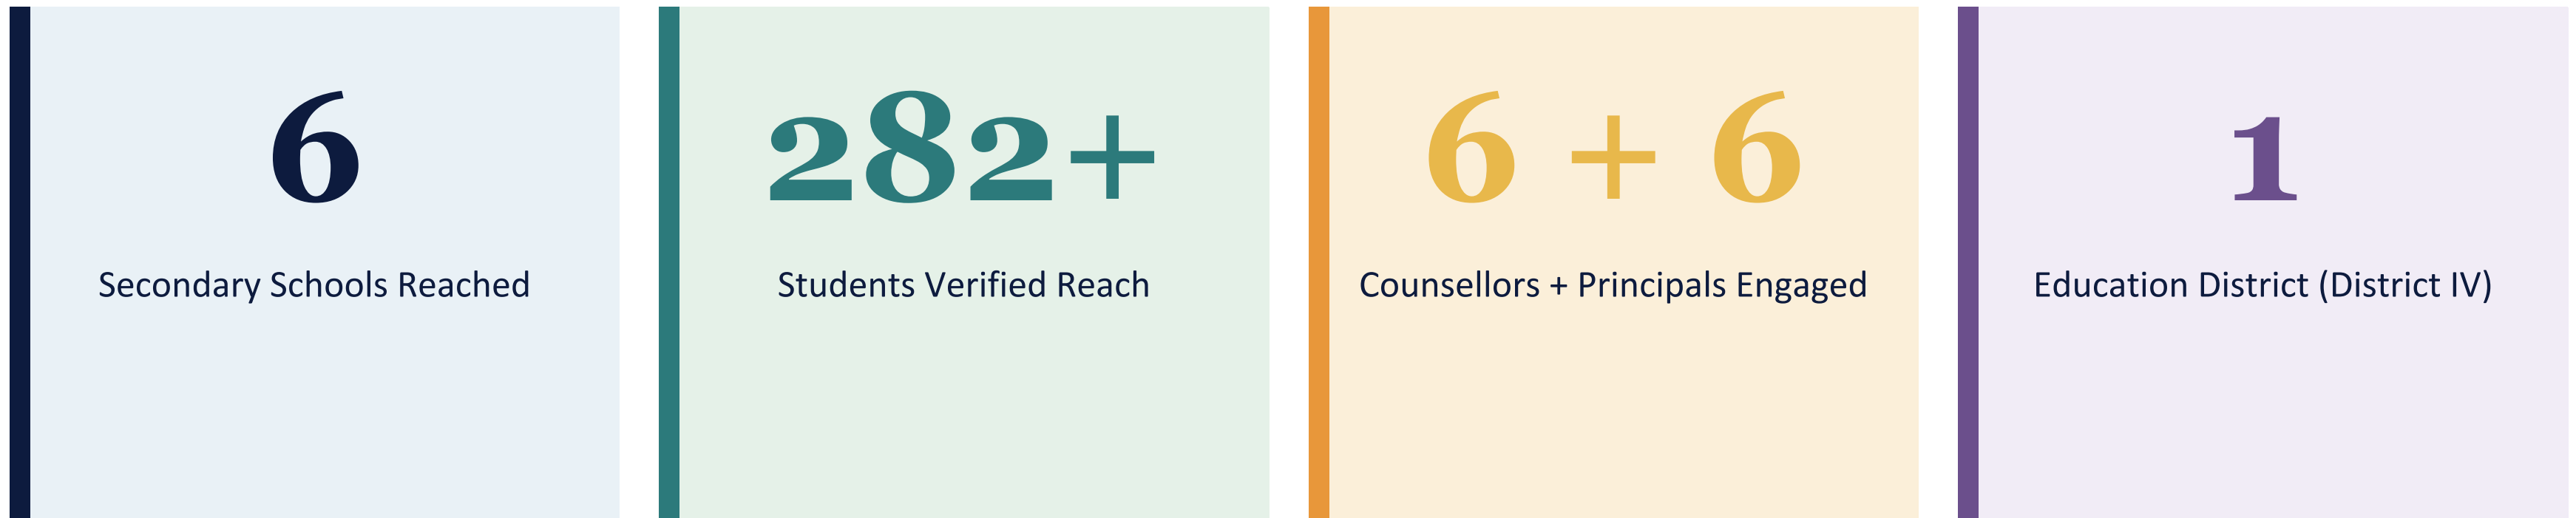 6
Secondary Schools Reached
282+
Students Verified Reach
6 + 6
Counsellors + Principals Engaged
1
Education District (District IV)